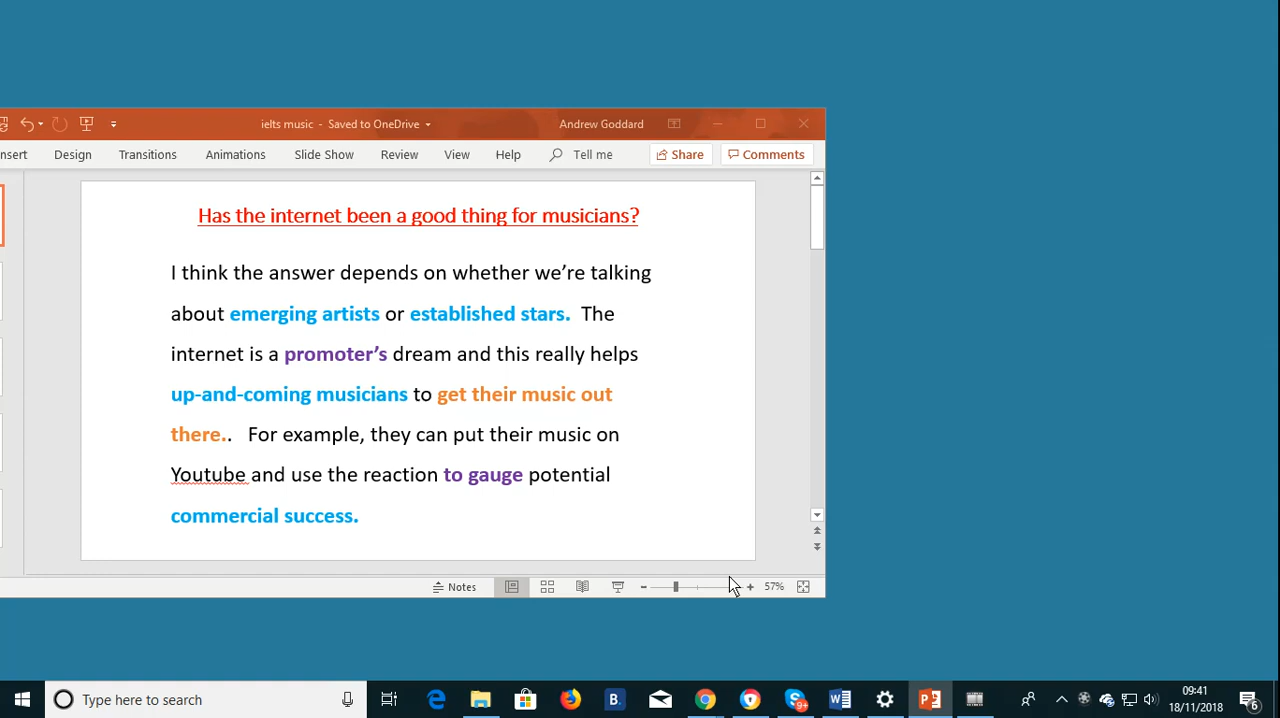 ielts music - Saved to OneDrive
Andrew Goddard
nsert Design Transitions Animations Slide Show Review View Help Tell me Share Comments
Has the internet been a good thing for musicians?
I think the answer depends on whether we’re talking
about emerging artists or established stars. The
internet is a promoter’s dream and this really helps
up-and-coming musicians to get their music out
there.. For example, they can put their music on
Youtube and use the reaction to gauge potential
commercial success.
Notes
57%
Type here to search
B.
9+
09:41
18/11/2018
6